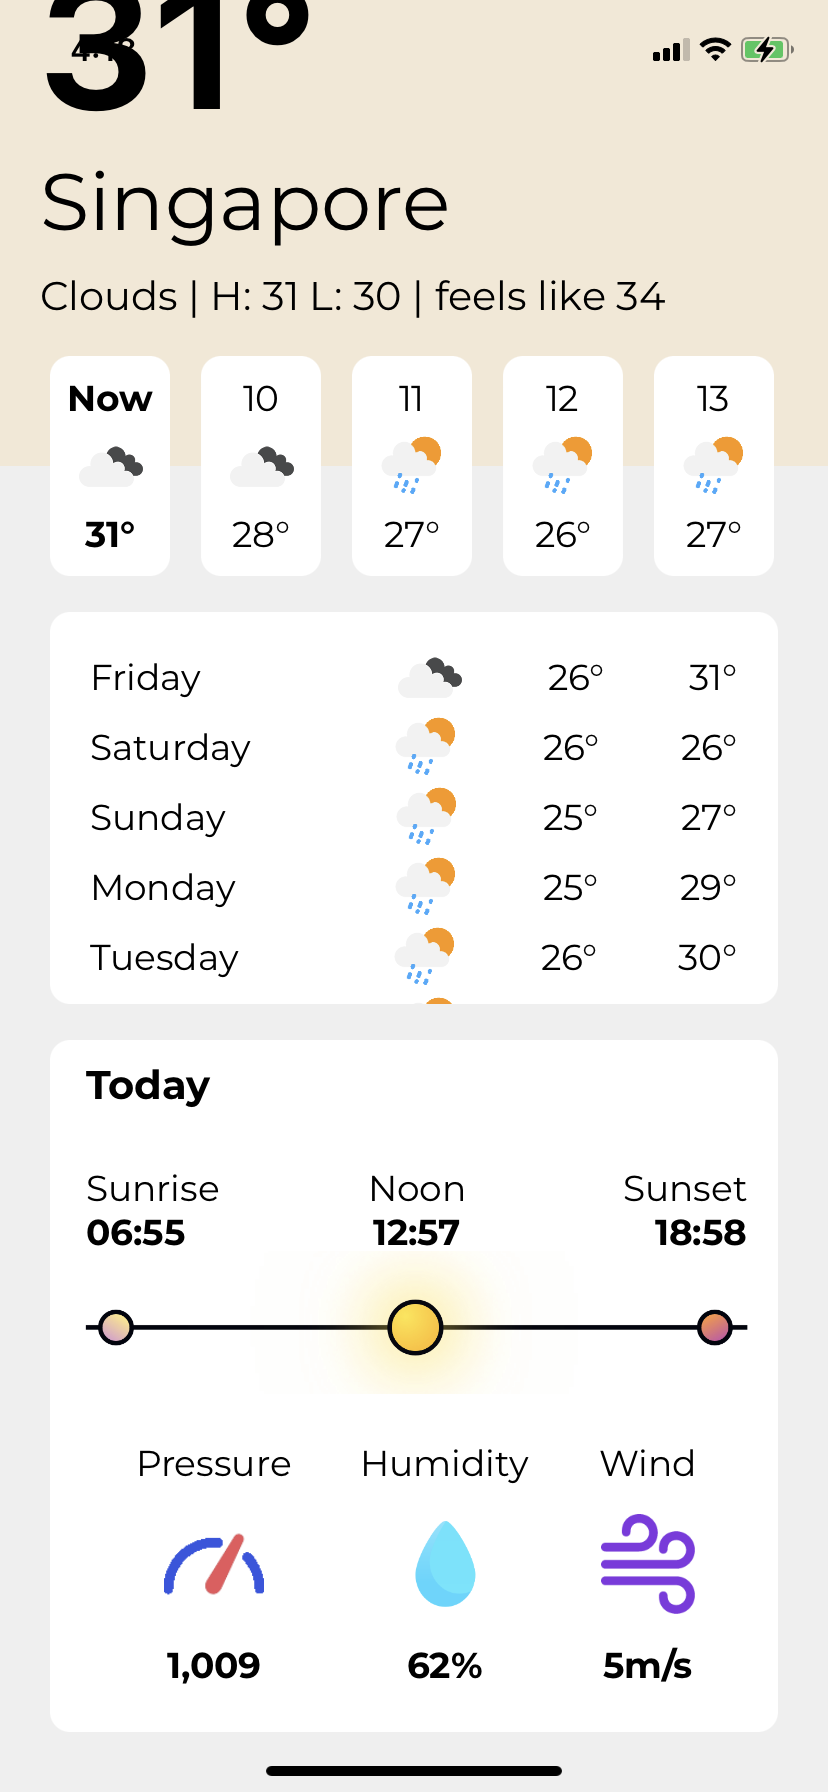 31°
Singapore
Clouds | H: 31 L: 30 | feels like 34
Now 10 11 12 13
31° 28° 27° 26° 27°
Friday 26° 31°
Saturday 26° 26°
Sunday 25° 27°
Monday 25° 29°
Tuesday 26° 30°
Today
Sunrise Noon Sunset
06:55 12:57 18:58
Pressure Humidity Wind
1,009 62% 5m/s